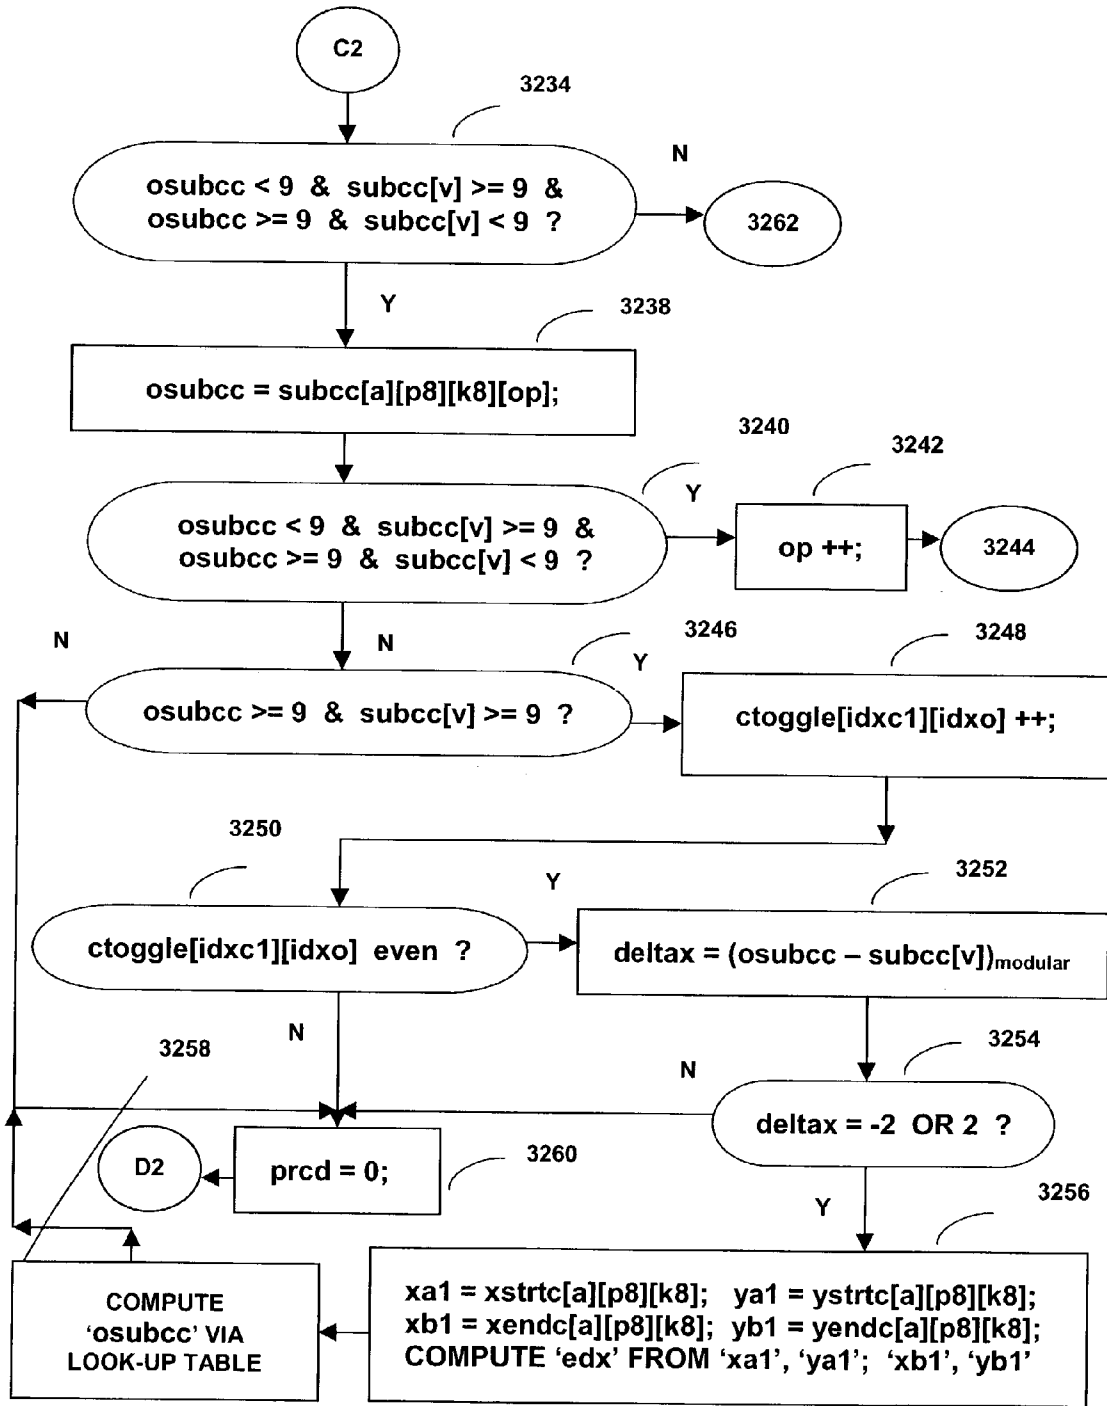 C2
3234
osubcc < 9 & subcc[v] >= 9 &
osubcc >= 9 & subcc[v] < 9 ?
N
3262
Y
3238
osubcc = subcc[a][p8][k8][op];
3240
3242
osubcc < 9 & subcc[v] >= 9 &
osubcc >= 9 & subcc[v] < 9 ?
Y
op ++;
3244
N
N
3246
Y
3248
osubcc >= 9 & subcc[v] >= 9 ?
ctoggle[idxc1][idxo] ++;
3250
Y
3252
ctoggle[idxc1][idxo] even ?
deltax = (osubcc – subcc[v])modular
N
3258
N
3254
deltax = -2 OR 2 ?
D2
prcd = 0;
3260
Y
3256
COMPUTE
‘osubcc’ VIA
LOOK-UP TABLE
xa1 = xstrtc[a][p8][k8]; ya1 = ystrtc[a][p8][k8];
xb1 = xendc[a][p8][k8]; yb1 = yendc[a][p8][k8];
COMPUTE ‘edx’ FROM ‘xa1’, ‘ya1’; ‘xb1’, ‘yb1’